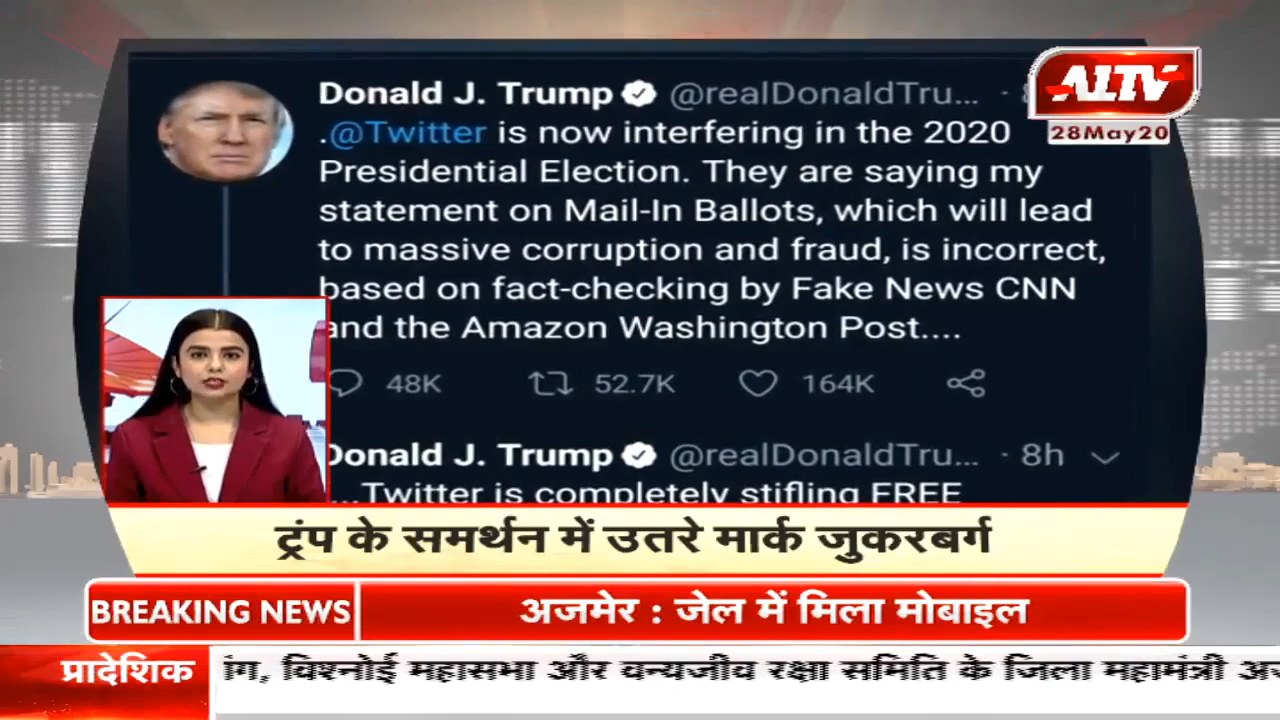 Donald J. Trump @realDonaldTru... ·
.@Twitter is now interfering in the 2020
Presidential Election. They are saying my
statement on Mail-In Ballots, which will lead
to massive corruption and fraud, is incorrect,
based on fact-checking by Fake News CNN
and the Amazon Washington Post....
48K 52.7K 164K
Donald J. Trump @realDonaldTru... · 8h
...Twitter is completely stifling FREE
A1TV
28May20
ट्रंप के समर्थन में उतरे मार्क जुकरबर्ग
BREAKING NEWS अजमेर : जेल में मिला मोबाइल
प्रादेशिक ंग, विश्नोई महासभा और वन्यजीव रक्षा समिति के जिला महामंत्री